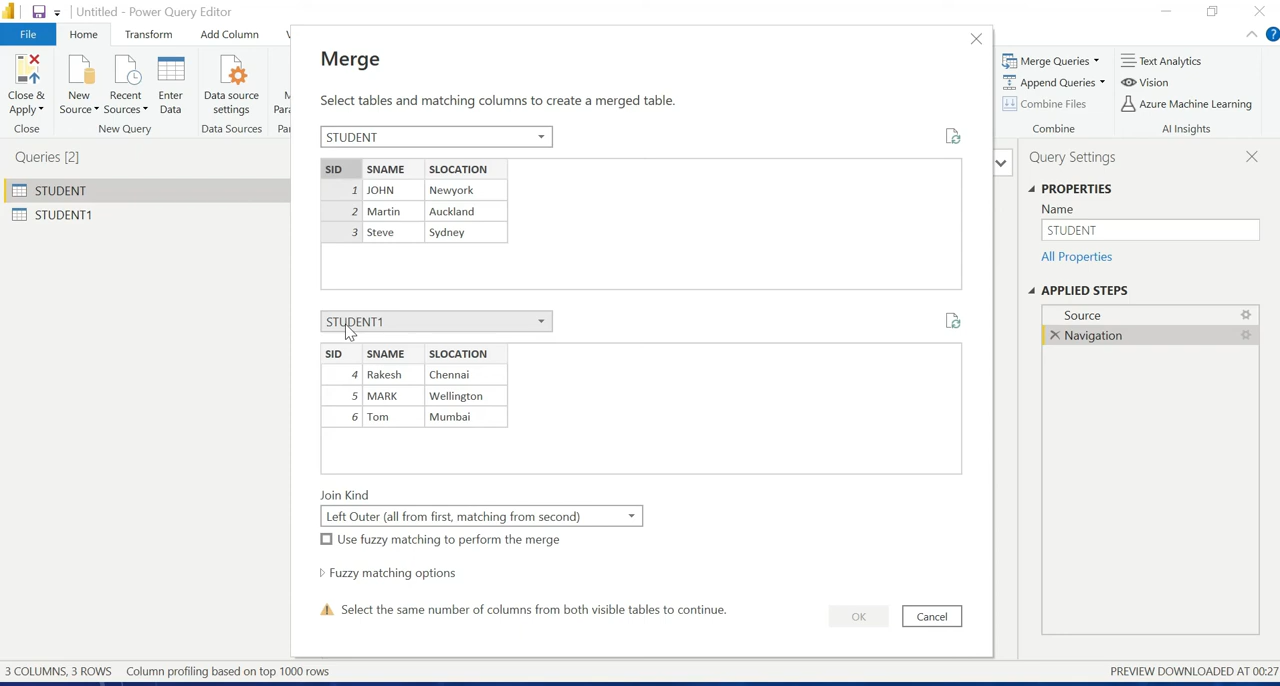 Untitled - Power Query Editor
File Home Transform Add Column
Close & Apply
New Source
Recent Sources
Enter Data
Data source settings
Merge Queries
Append Queries
Combine Files
Text Analytics
Vision
Azure Machine Learning
Close
New Query
Data Sources
Combine
AI Insights
Queries [2]
STUDENT
STUDENT1
Merge
Select tables and matching columns to create a merged table.
STUDENT
SID SNAME SLOCATION
1 JOHN Newyork
2 Martin Auckland
3 Steve Sydney
STUDENT1
SID SNAME SLOCATION
4 Rakesh Chennai
5 MARK Wellington
6 Tom Mumbai
Join Kind
Left Outer (all from first, matching from second)
Use fuzzy matching to perform the merge
Fuzzy matching options
Select the same number of columns from both visible tables to continue.
OK Cancel
Query Settings
PROPERTIES
Name
STUDENT
All Properties
APPLIED STEPS
Source
Navigation
3 COLUMNS, 3 ROWS Column profiling based on top 1000 rows
PREVIEW DOWNLOADED AT 00:27